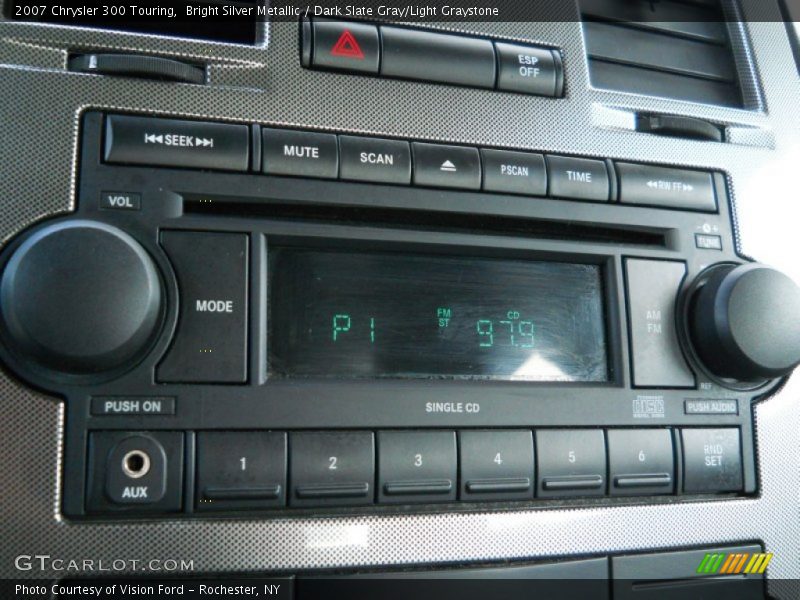 2007 Chrysler 300 Touring,  Bright Silver Metallic / Dark Slate Gray/Light Graystone
ESP OFF
SEEK
MUTE
SCAN
PSCAN
TIME
RW FF
VOL
TUNE
MODE
FM ST
CD
P1
97.9
AM FM
PUSH ON
SINGLE CD
PUSH AUDIO
AUX
1
2
3
4
5
6
RND SET
GTCARLOT.COM
Photo Courtesy of Vision Ford - Rochester, NY